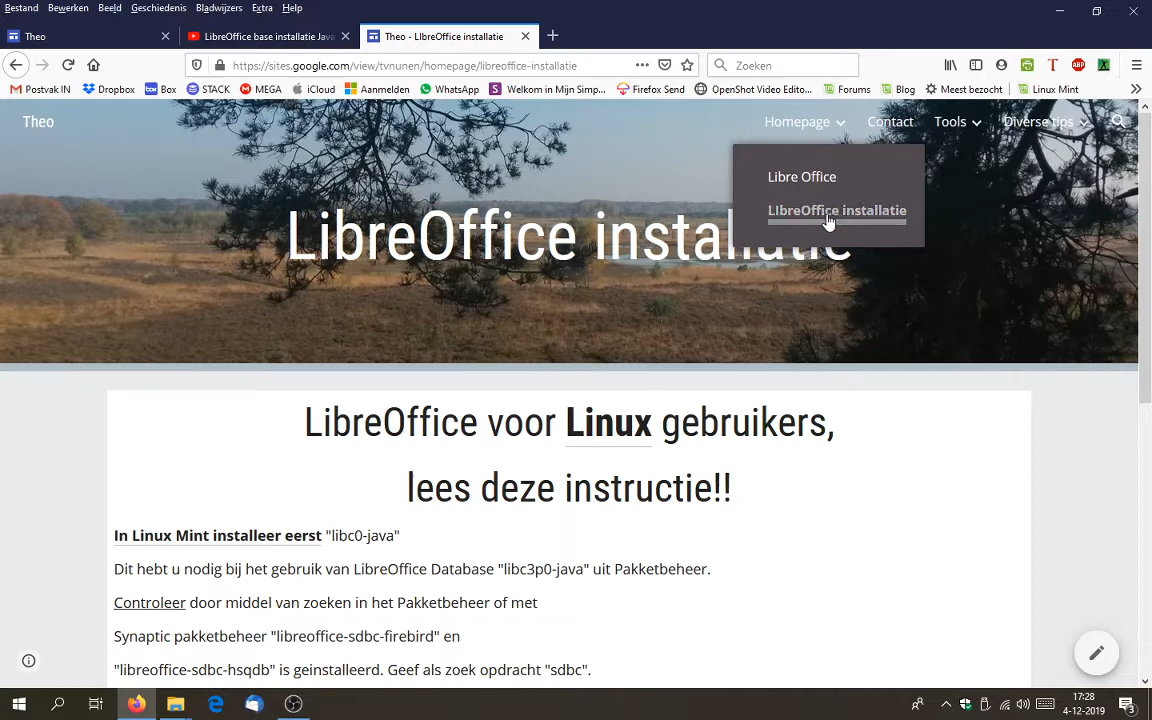 Bestand Bewerken Beeld Geschiedenis Bladwijzers Extra Help
Theo
LibreOffice base installatie Java
Theo - LIbreOffice installatie
https://sites.google.com/view/tvnunen/homepage/libreoffice-installatie
Zoeken
Postvak IN Dropbox Box STACK MEGA iCloud Aanmelden WhatsApp Welkom in Mijn Simp... Firefox Send OpenShot Video Edito... Forums Blog Meest bezocht Linux Mint
Theo
Homepage Contact Tools Diverse tips
Libre Office
LIbreOffice installatie
LibreOffice installatie
LibreOffice voor Linux gebruikers,
lees deze instructie!!
In Linux Mint installeer eerst "libc0-java"
Dit hebt u nodig bij het gebruik van LibreOffice Database "libc3p0-java" uit Pakketbeheer.
Controleer door middel van zoeken in het Pakketbeheer of met
Synaptic pakketbeheer "libreoffice-sdbc-firebird" en
"libreoffice-sdbc-hsqdb" is geinstalleerd. Geef als zoek opdracht "sdbc".
17:28
4-12-2019
3